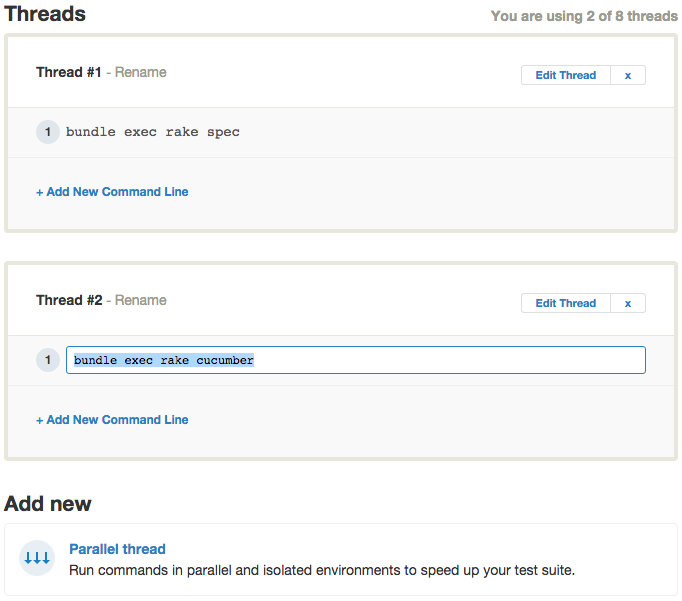 Threads
You are using 2 of 8 threads
Thread #1 - Rename
Edit Thread
x
1 bundle exec rake spec
+ Add New Command Line
Thread #2 - Rename
Edit Thread
x
1 bundle exec rake cucumber
+ Add New Command Line
Add new
Parallel thread
Run commands in parallel and isolated environments to speed up your test suite.